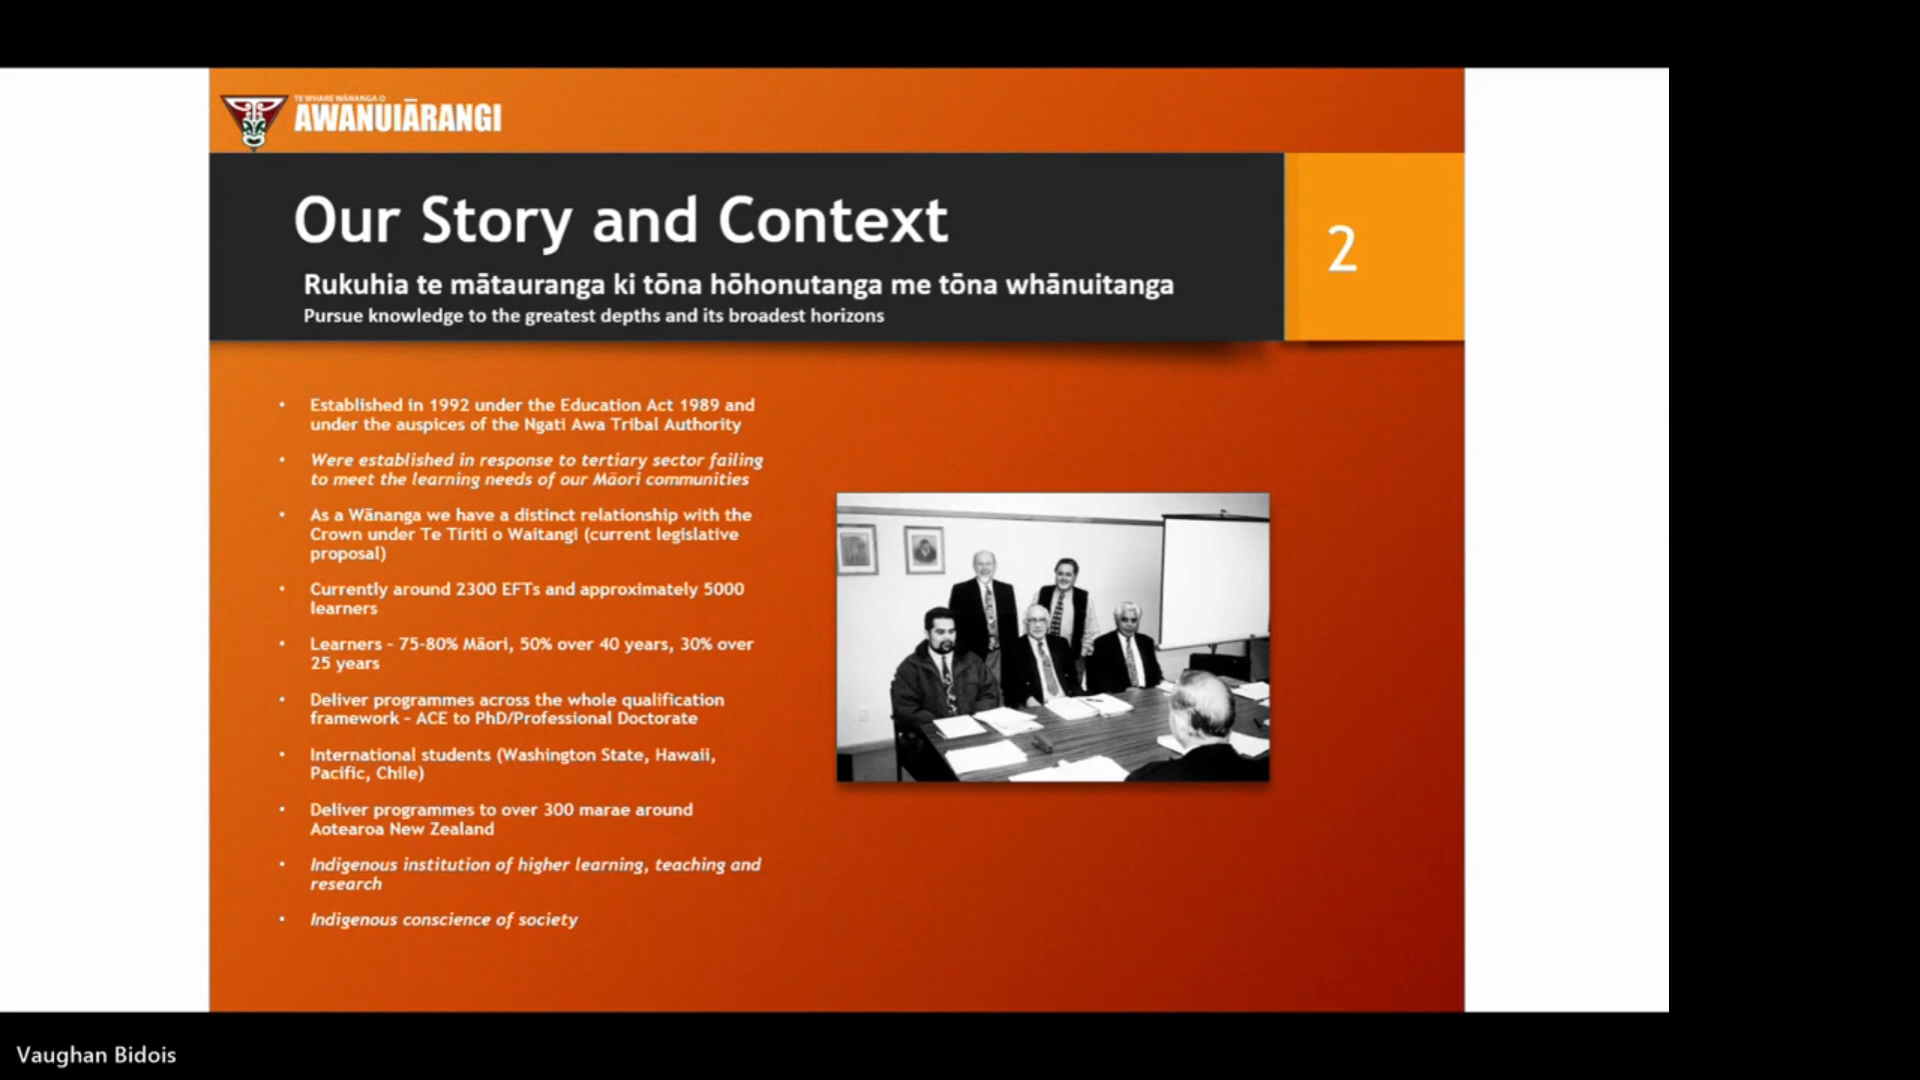 TE WHARE WĀNANGA O
AWANUIĀRANGI
Our Story and Context
2
Rukuhia te mātauranga ki tōna hōhonutanga me tōna whānuitanga
Pursue knowledge to the greatest depths and its broadest horizons
• Established in 1992 under the Education Act 1989 and
under the auspices of the Ngati Awa Tribal Authority
• Were established in response to tertiary sector failing
to meet the learning needs of our Māori communities
• As a Wānanga we have a distinct relationship with the
Crown under Te Tiriti o Waitangi (current legislative
proposal)
• Currently around 2300 EFTs and approximately 5000
learners
• Learners – 75-80% Māori, 50% over 40 years, 30% over
25 years
• Deliver programmes across the whole qualification
framework – ACE to PhD/Professional Doctorate
• International students (Washington State, Hawaii,
Pacific, Chile)
• Deliver programmes to over 300 marae around
Aotearoa New Zealand
• Indigenous institution of higher learning, teaching and
research
• Indigenous conscience of society
Vaughan Bidois